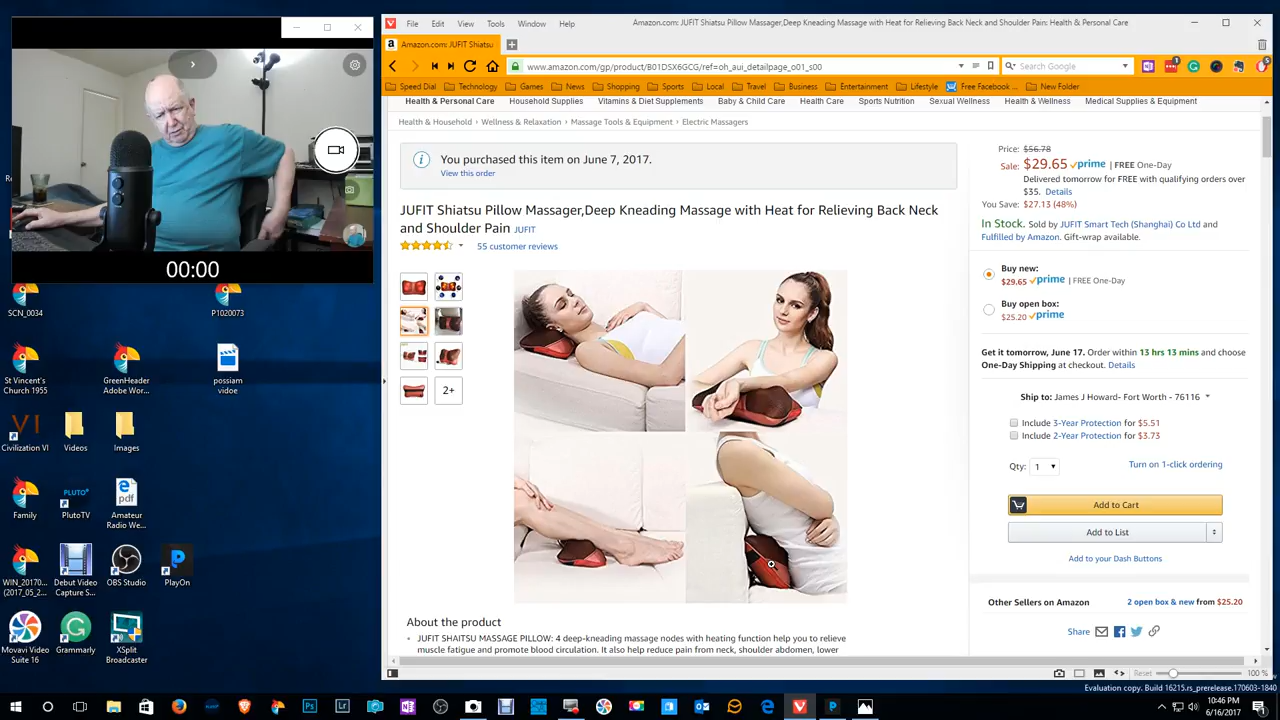 00:00
SCN_0034
P1020073
St Vincent's
Church 1955
GreenHeader
Adobe Wor...
possiam
vidoe
Civilization VI
Videos
Images
Family
PlutoTV
Amateur
Radio We...
WIN_20170...
(2017_05_2...
Debut Video
Capture S...
OBS Studio
PlayOn
Movavi Video
Suite 16
Grammarly
XSplit
Broadcaster
File Edit View Tools Window Help
Amazon.com: JUFIT Shiatsu Pillow Massager,Deep Kneading Massage with Heat for Relieving Back Neck and Shoulder Pain: Health & Personal Care
Amazon.com: JUFIT Shiatsu
www.amazon.com/gp/product/B01DSX6GCG/ref=oh_aui_detailpage_o01_s00
Search Google
Speed Dial Technology Games News Shopping Sports Local Travel Business Entertainment Lifestyle Free Facebook ... New Folder
Health & Personal Care Household Supplies Vitamins & Diet Supplements Baby & Child Care Health Care Sports Nutrition Sexual Wellness Health & Wellness Medical Supplies & Equipment
Health & Household › Wellness & Relaxation › Massage Tools & Equipment › Electric Massagers
You purchased this item on June 7, 2017.
View this order
JUFIT Shiatsu Pillow Massager,Deep Kneading Massage with Heat for Relieving Back Neck
and Shoulder Pain JUFIT
55 customer reviews
2+
About the product
• JUFIT SHAITSU MASSAGE PILLOW: 4 deep-kneading massage nodes with heating function help you to relieve
muscle fatigue and promote blood circulation. It also help reduce pain from neck, shoulder abdomen, lower
Price: $56.78
Sale: $29.65 prime | FREE One-Day
Delivered tomorrow for FREE with qualifying orders over
$35. Details
You Save: $27.13 (48%)
In Stock. Sold by JUFIT Smart Tech (Shanghai) Co Ltd and
Fulfilled by Amazon. Gift-wrap available.
Buy new:
$29.65 prime | FREE One-Day
Buy open box:
$25.20 prime
Get it tomorrow, June 17. Order within 13 hrs 13 mins and choose
One-Day Shipping at checkout. Details
Ship to: James J Howard- Fort Worth - 76116
Include 3-Year Protection for $5.51
Include 2-Year Protection for $3.73
Qty: 1
Turn on 1-click ordering
Add to Cart
Add to List
Add to your Dash Buttons
Other Sellers on Amazon 2 open box & new from $25.20
Share
Reset 100 %
Evaluation copy. Build 16215.rs_prerelease.170603-1840
10:46 PM
6/16/2017